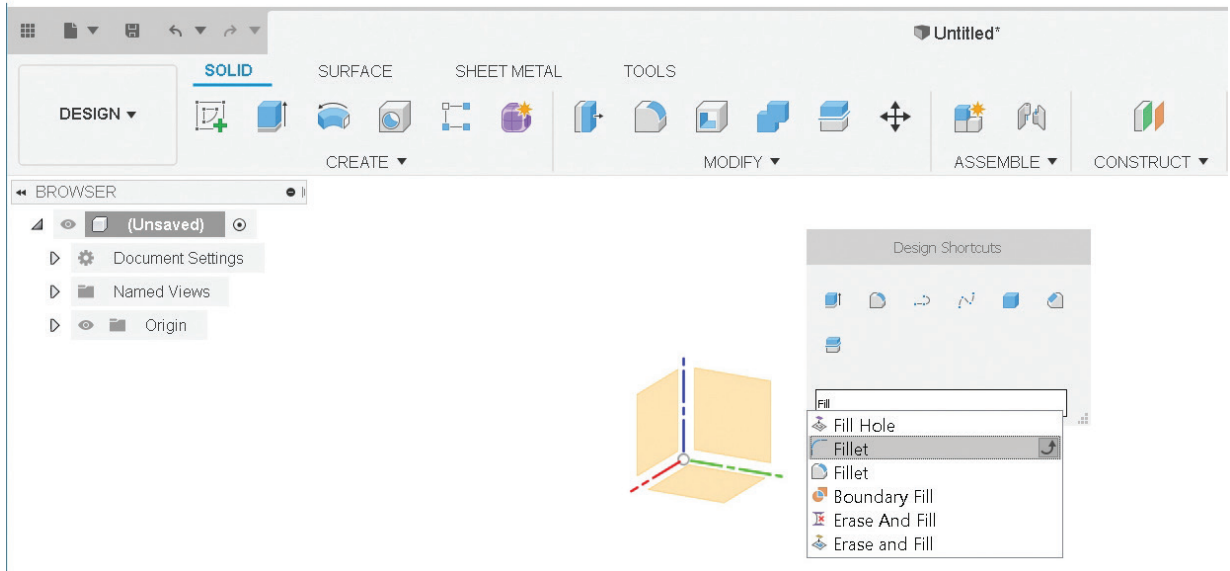 Untitled*
SOLID SURFACE SHEET METAL TOOLS
DESIGN
CREATE MODIFY ASSEMBLE CONSTRUCT
BROWSER
(Unsaved)
Document Settings
Named Views
Origin
Design Shortcuts
Fill
Fill Hole
Fillet
Fillet
Boundary Fill
Erase And Fill
Erase and Fill